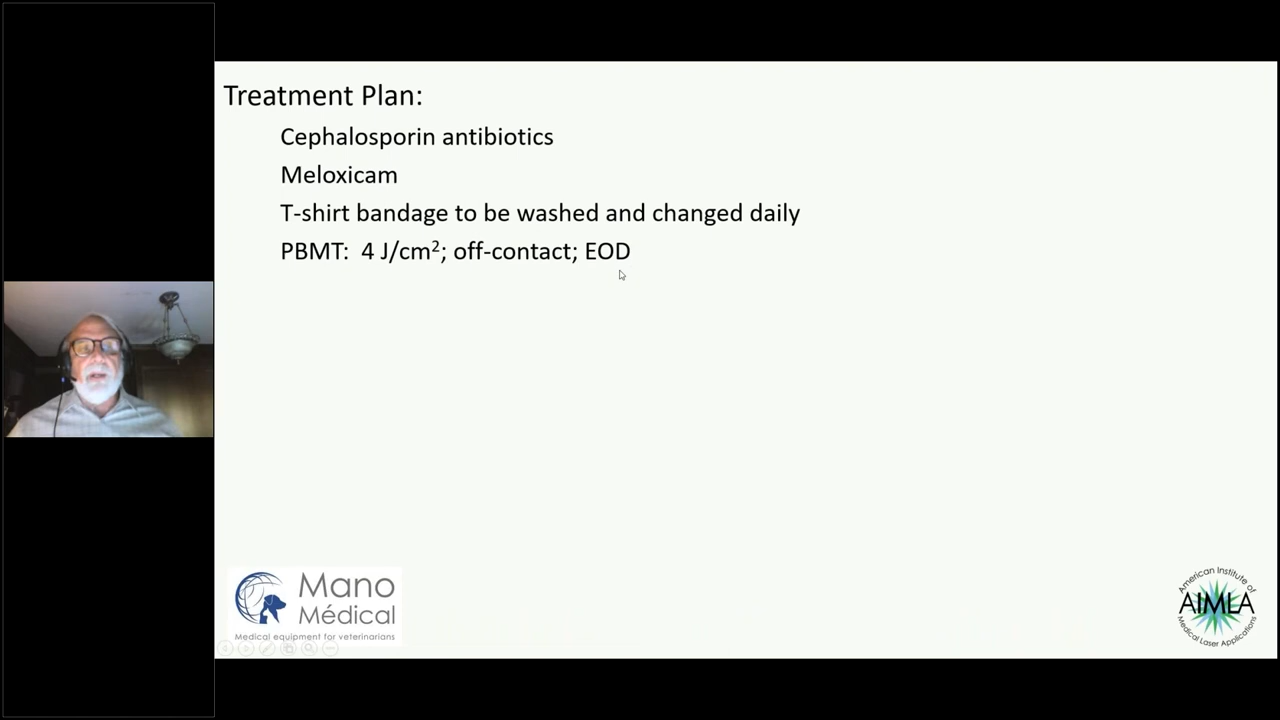 Treatment Plan:
Cephalosporin antibiotics
Meloxicam
T-shirt bandage to be washed and changed daily
PBMT:  4 J/cm²; off-contact; EOD
Mano
Médical
Medical equipment for veterinarians
American Institute of
AIMLA
Medical Laser Applications